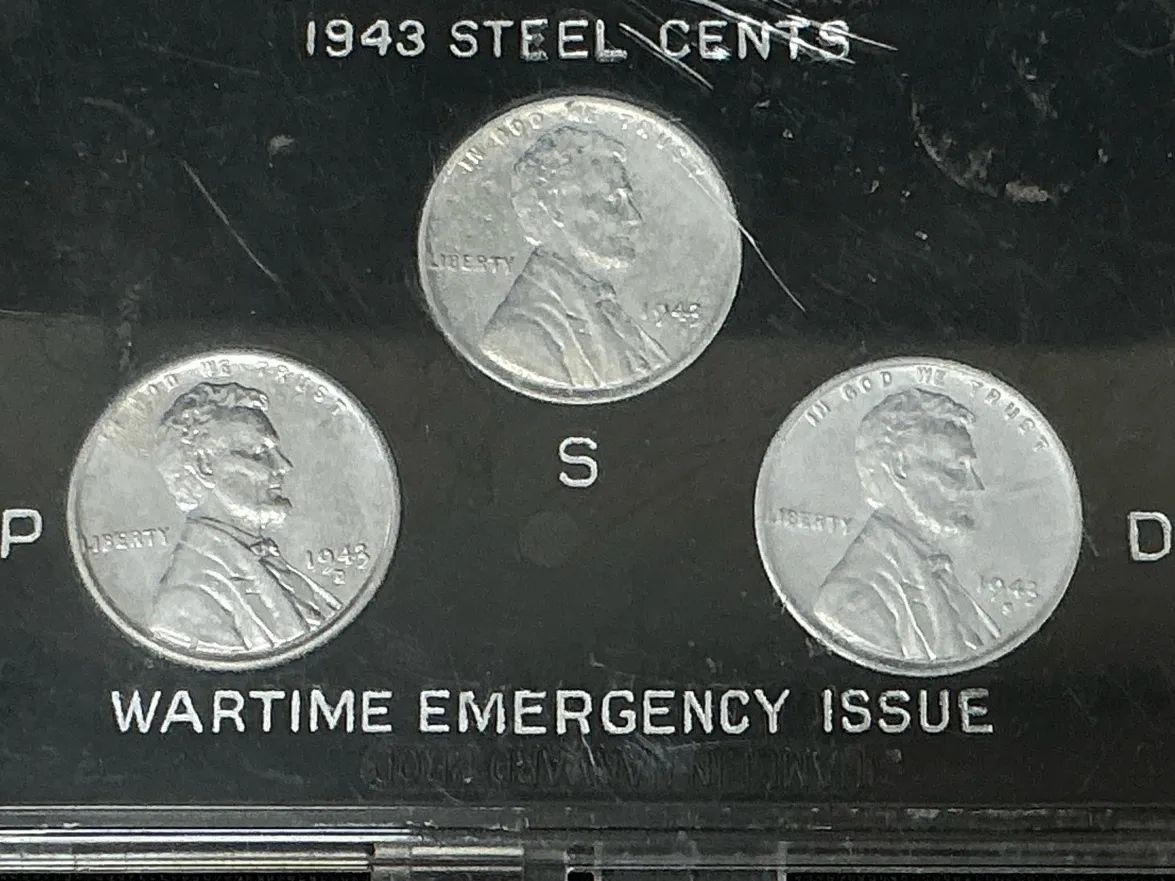 1943 STEEL CENTS
IN GOD WE TRUST
LIBERTY
1943
S
P
IN GOD WE TRUST
LIBERTY
1943
D
IN GOD WE TRUST
LIBERTY
1943
D
WARTIME EMERGENCY ISSUE